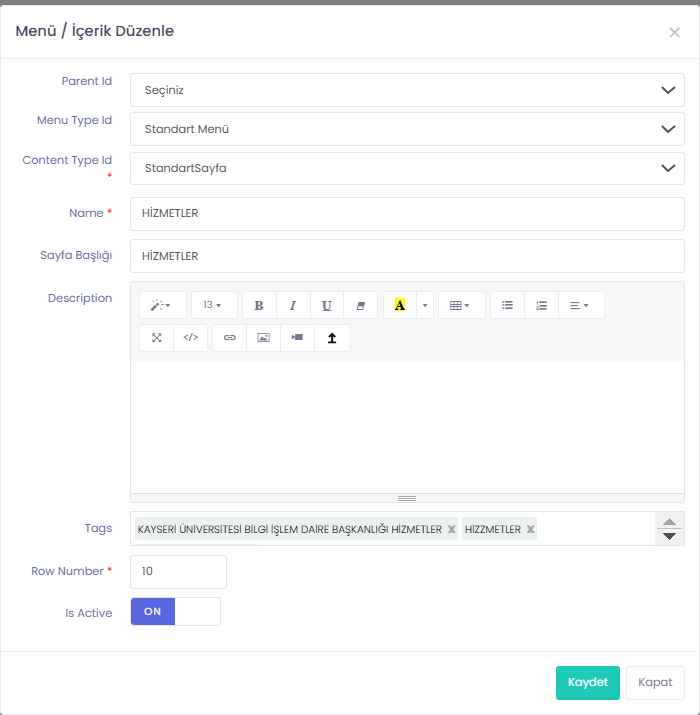 Menü / İçerik Düzenle ×
Parent Id
Seçiniz
Menu Type Id
Standart Menü
Content Type Id *
StandartSayfa
Name *
HİZMETLER
Sayfa Başlığı
HİZMETLER
Description
13
B I U A
</>
Tags
KAYSERİ ÜNİVERSİTESİ BİLGİ İŞLEM DAİRE BAŞKANLIĞI HİZMETLER x HİZZMETLER x
Row Number *
10
Is Active
ON
Kaydet Kapat